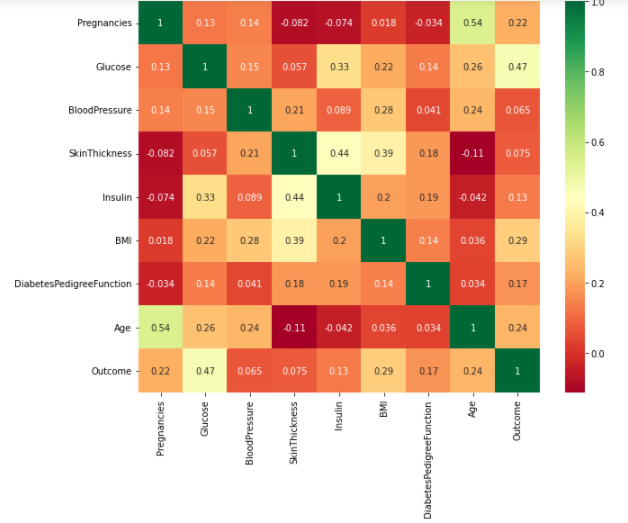 Pregnancies 1 0.13 0.14 -0.082 -0.074 0.018 -0.034 0.54 0.22
Glucose 0.13 1 0.15 0.057 0.33 0.22 0.14 0.26 0.47
BloodPressure 0.14 0.15 1 0.21 0.089 0.28 0.041 0.24 0.065
SkinThickness -0.082 0.057 0.21 1 0.44 0.39 0.18 -0.11 0.075
Insulin -0.074 0.33 0.089 0.44 1 0.2 0.19 -0.042 0.13
BMI 0.018 0.22 0.28 0.39 0.2 1 0.14 0.036 0.29
DiabetesPedigreeFunction -0.034 0.14 0.041 0.18 0.19 0.14 1 0.034 0.17
Age 0.54 0.26 0.24 -0.11 -0.042 0.036 0.034 1 0.24
Outcome 0.22 0.47 0.065 0.075 0.13 0.29 0.17 0.24 1
Pregnancies
Glucose
BloodPressure
SkinThickness
Insulin
BMI
DiabetesPedigreeFunction
Age
Outcome
1.0
0.8
0.6
0.4
0.2
0.0